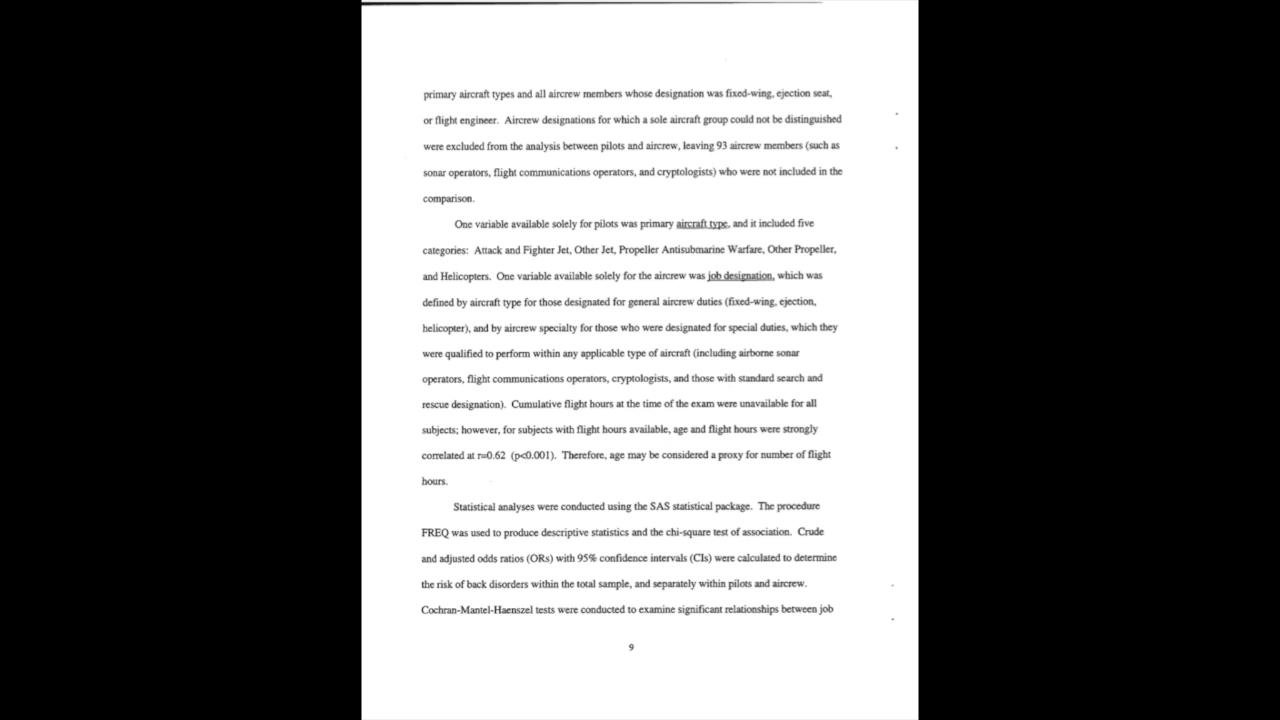 primary aircraft types and all aircrew members whose designation was fixed-wing, ejection seat,
or flight engineer. Aircrew designations for which a sole aircraft group could not be distinguished
were excluded from the analysis between pilots and aircrew, leaving 93 aircrew members (such as
sonar operators, flight communications operators, and cryptologists) who were not included in the
comparison.
One variable available solely for pilots was primary aircraft type, and it included five
categories: Attack and Fighter Jet, Other Jet, Propeller Antisubmarine Warfare, Other Propeller,
and Helicopters. One variable available solely for the aircrew was job designation, which was
defined by aircraft type for those designated for general aircrew duties (fixed-wing, ejection,
helicopter), and by aircrew specialty for those who were designated for special duties, which they
were qualified to perform within any applicable type of aircraft (including airborne sonar
operators, flight communications operators, cryptologists, and those with standard search and
rescue designation). Cumulative flight hours at the time of the exam were unavailable for all
subjects; however, for subjects with flight hours available, age and flight hours were strongly
correlated at r=0.62 (p<0.001). Therefore, age may be considered a proxy for number of flight
hours.
Statistical analyses were conducted using the SAS statistical package. The procedure
FREQ was used to produce descriptive statistics and the chi-square test of association. Crude
and adjusted odds ratios (ORs) with 95% confidence intervals (CIs) were calculated to determine
the risk of back disorders within the total sample, and separately within pilots and aircrew.
Cochran-Mantel-Haenszel tests were conducted to examine significant relationships between job
9